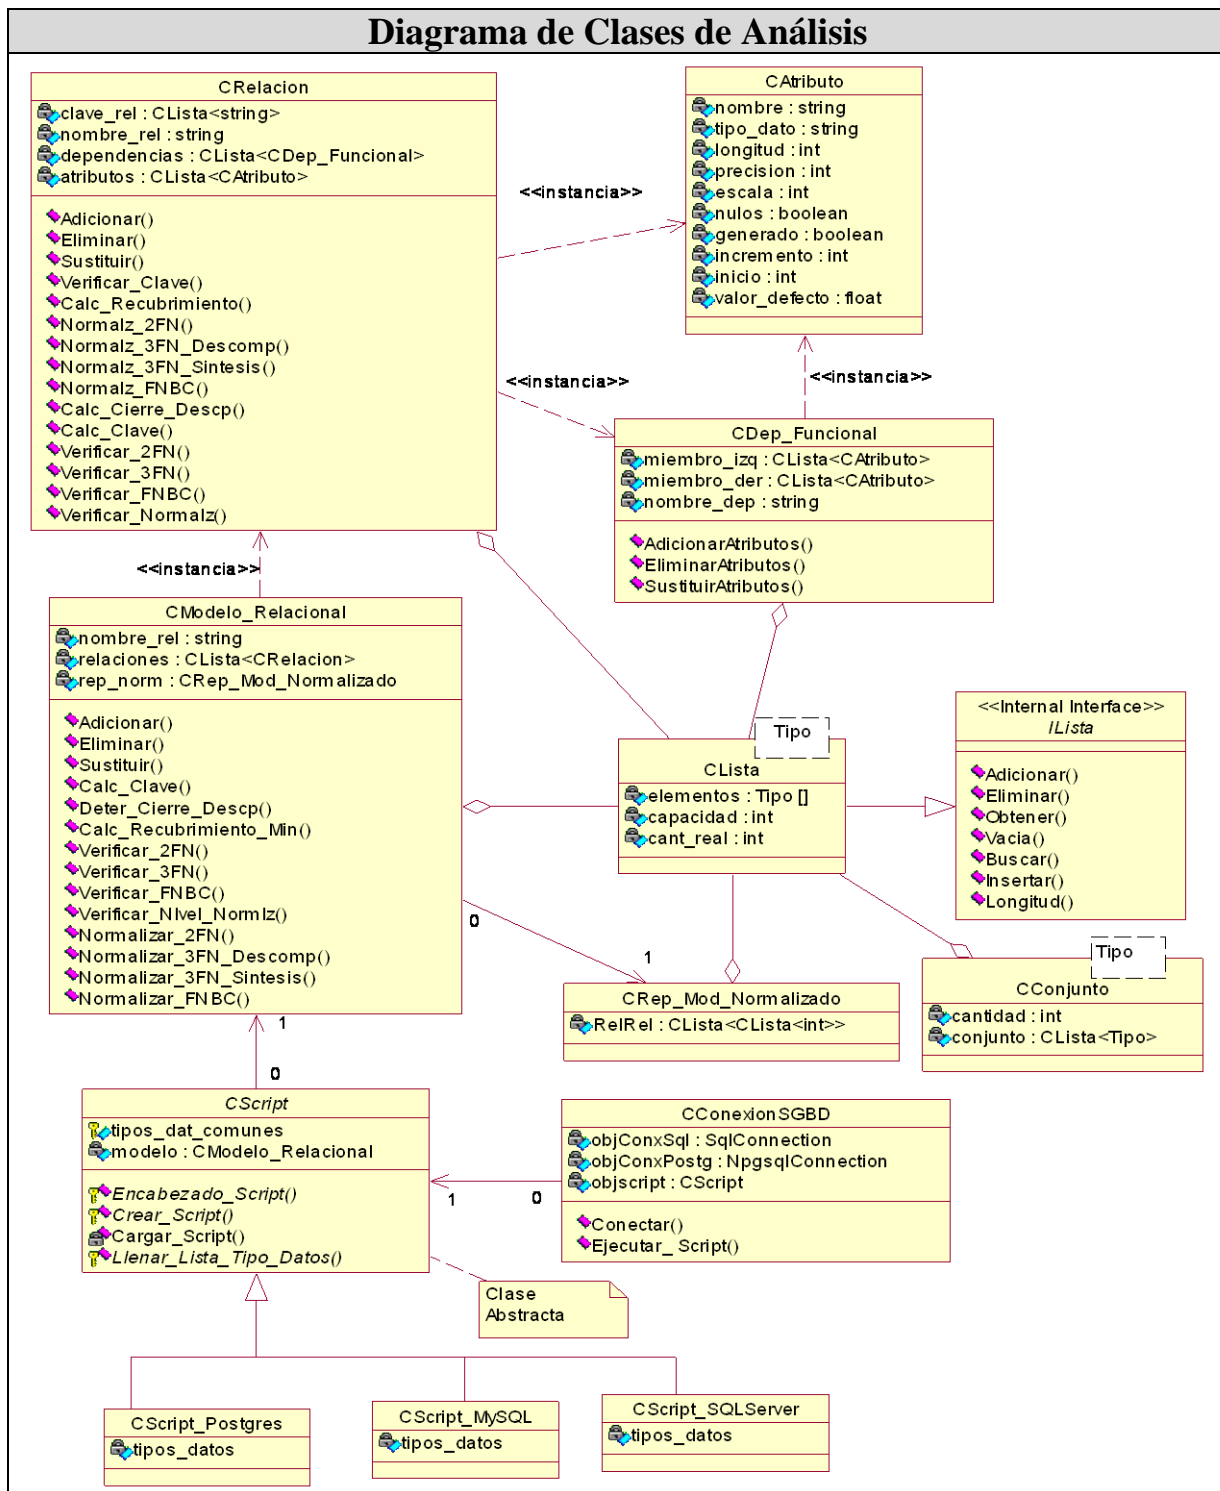 Diagrama de Clases de Análisis
CRelacion
clave_rel : CLista<string>
nombre_rel : string
dependencias : CLista<CDep_Funcional>
atributos : CLista<CAtributo>
Adicionar()
Eliminar()
Sustituir()
Verificar_Clave()
Calc_Recubrimiento()
Normalz_2FN()
Normalz_3FN_Descomp()
Normalz_3FN_Sintesis()
Normalz_FNBC()
Calc_Cierre_Descp()
Calc_Clave()
Verificar_2FN()
Verificar_3FN()
Verificar_FNBC()
Verificar_Normalz()
<<instancia>>
CAtributo
nombre : string
tipo_dato : string
longitud : int
precision : int
escala : int
nulos : boolean
generado : boolean
incremento : int
inicio : int
valor_defecto : float
<<instancia>>
<<instancia>>
CDep_Funcional
miembro_izq : CLista<CAtributo>
miembro_der : CLista<CAtributo>
nombre_dep : string
AdicionarAtributos()
EliminarAtributos()
SustituirAtributos()
<<instancia>>
CModelo_Relacional
nombre_rel : string
relaciones : CLista<CRelacion>
rep_norm : CRep_Mod_Normalizado
Adicionar()
Eliminar()
Sustituir()
Calc_Clave()
Deter_Cierre_Descp()
Calc_Recubrimiento_Min()
Verificar_2FN()
Verificar_3FN()
Verificar_FNBC()
Verificar_NIvel_Normlz()
Normalizar_2FN()
Normalizar_3FN_Descomp()
Normalizar_3FN_Sintesis()
Normalizar_FNBC()
Tipo
CLista
elementos : Tipo []
capacidad : int
cant_real : int
<<Internal Interface>>
ILista
Adicionar()
Eliminar()
Obtener()
Vacia()
Buscar()
Insertar()
Longitud()
0
1
CRep_Mod_Normalizado
RelRel : CLista<CLista<int>>
Tipo
CConjunto
cantidad : int
conjunto : CLista<Tipo>
1
0
CScript
tipos_dat_comunes
modelo : CModelo_Relacional
Encabezado_Script()
Crear_Script()
Cargar_Script()
Llenar_Lista_Tipo_Datos()
1
0
CConexionSGBD
objConxSql : SqlConnection
objConxPostg : NpgsqlConnection
objscript : CScript
Conectar()
Ejecutar_ Script()
Clase
Abstracta
CScript_Postgres
tipos_datos
CScript_MySQL
tipos_datos
CScript_SQLServer
tipos_datos